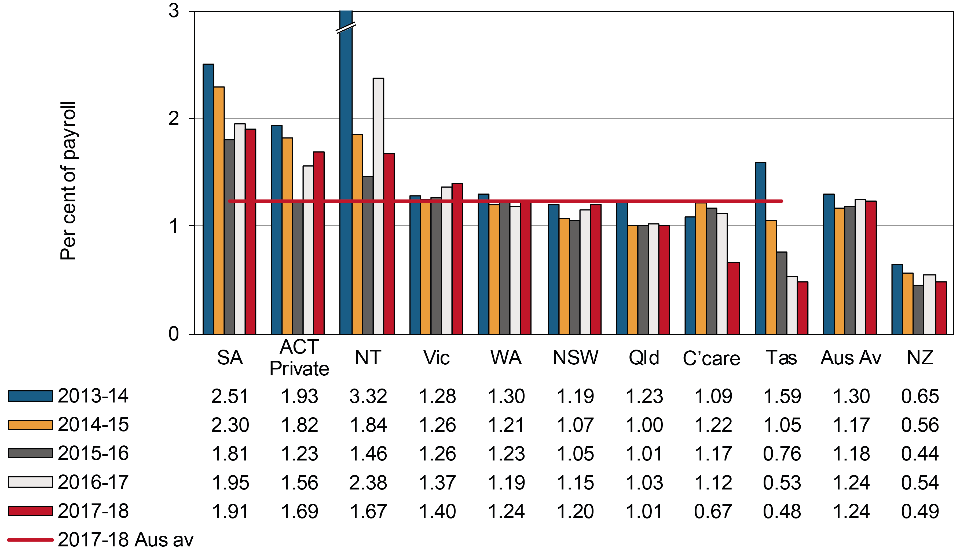 3
2
1
0
Per cent of payroll
SA ACT Private NT Vic WA NSW Qld C'care Tas Aus Av NZ
2013-14 2.51 1.93 3.32 1.28 1.30 1.19 1.23 1.09 1.59 1.30 0.65
2014-15 2.30 1.82 1.84 1.26 1.21 1.07 1.00 1.22 1.05 1.17 0.56
2015-16 1.81 1.23 1.46 1.26 1.23 1.05 1.01 1.17 0.76 1.18 0.44
2016-17 1.95 1.56 2.38 1.37 1.19 1.15 1.03 1.12 0.53 1.24 0.54
2017-18 1.91 1.69 1.67 1.40 1.24 1.20 1.01 0.67 0.48 1.24 0.49
2017-18 Aus av